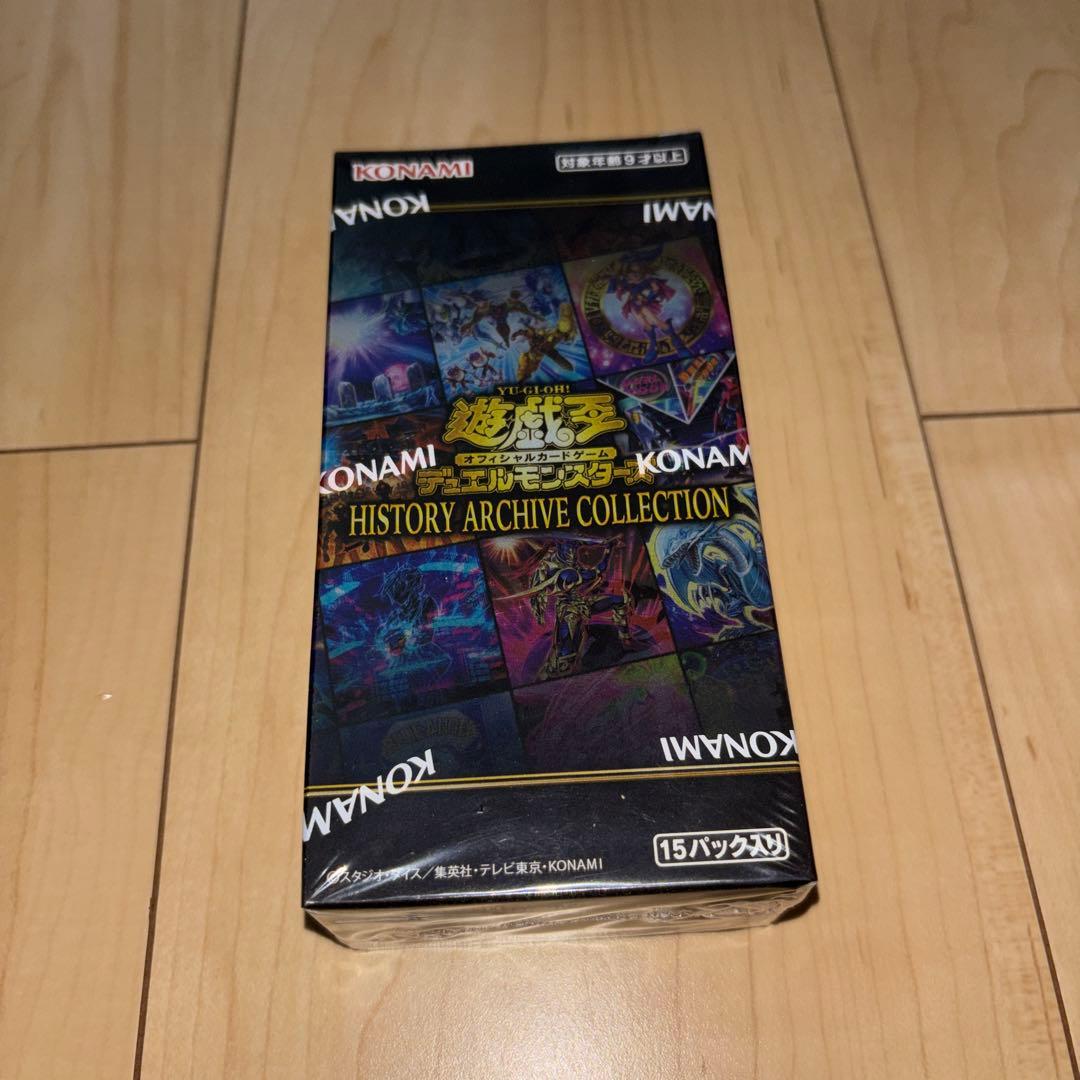 KONAMI
対象年齢9才以上
KONAMI
KONAMI
YU-GI-OH!
遊戯王
オフィシャルカードゲーム
デュエルモンスターズ
KONAMI
KONAMI
HISTORY ARCHIVE COLLECTION
KONAMI
KONAMI
15パック入り
©スタジオ・ダイス/集英社・テレビ東京・KONAMI